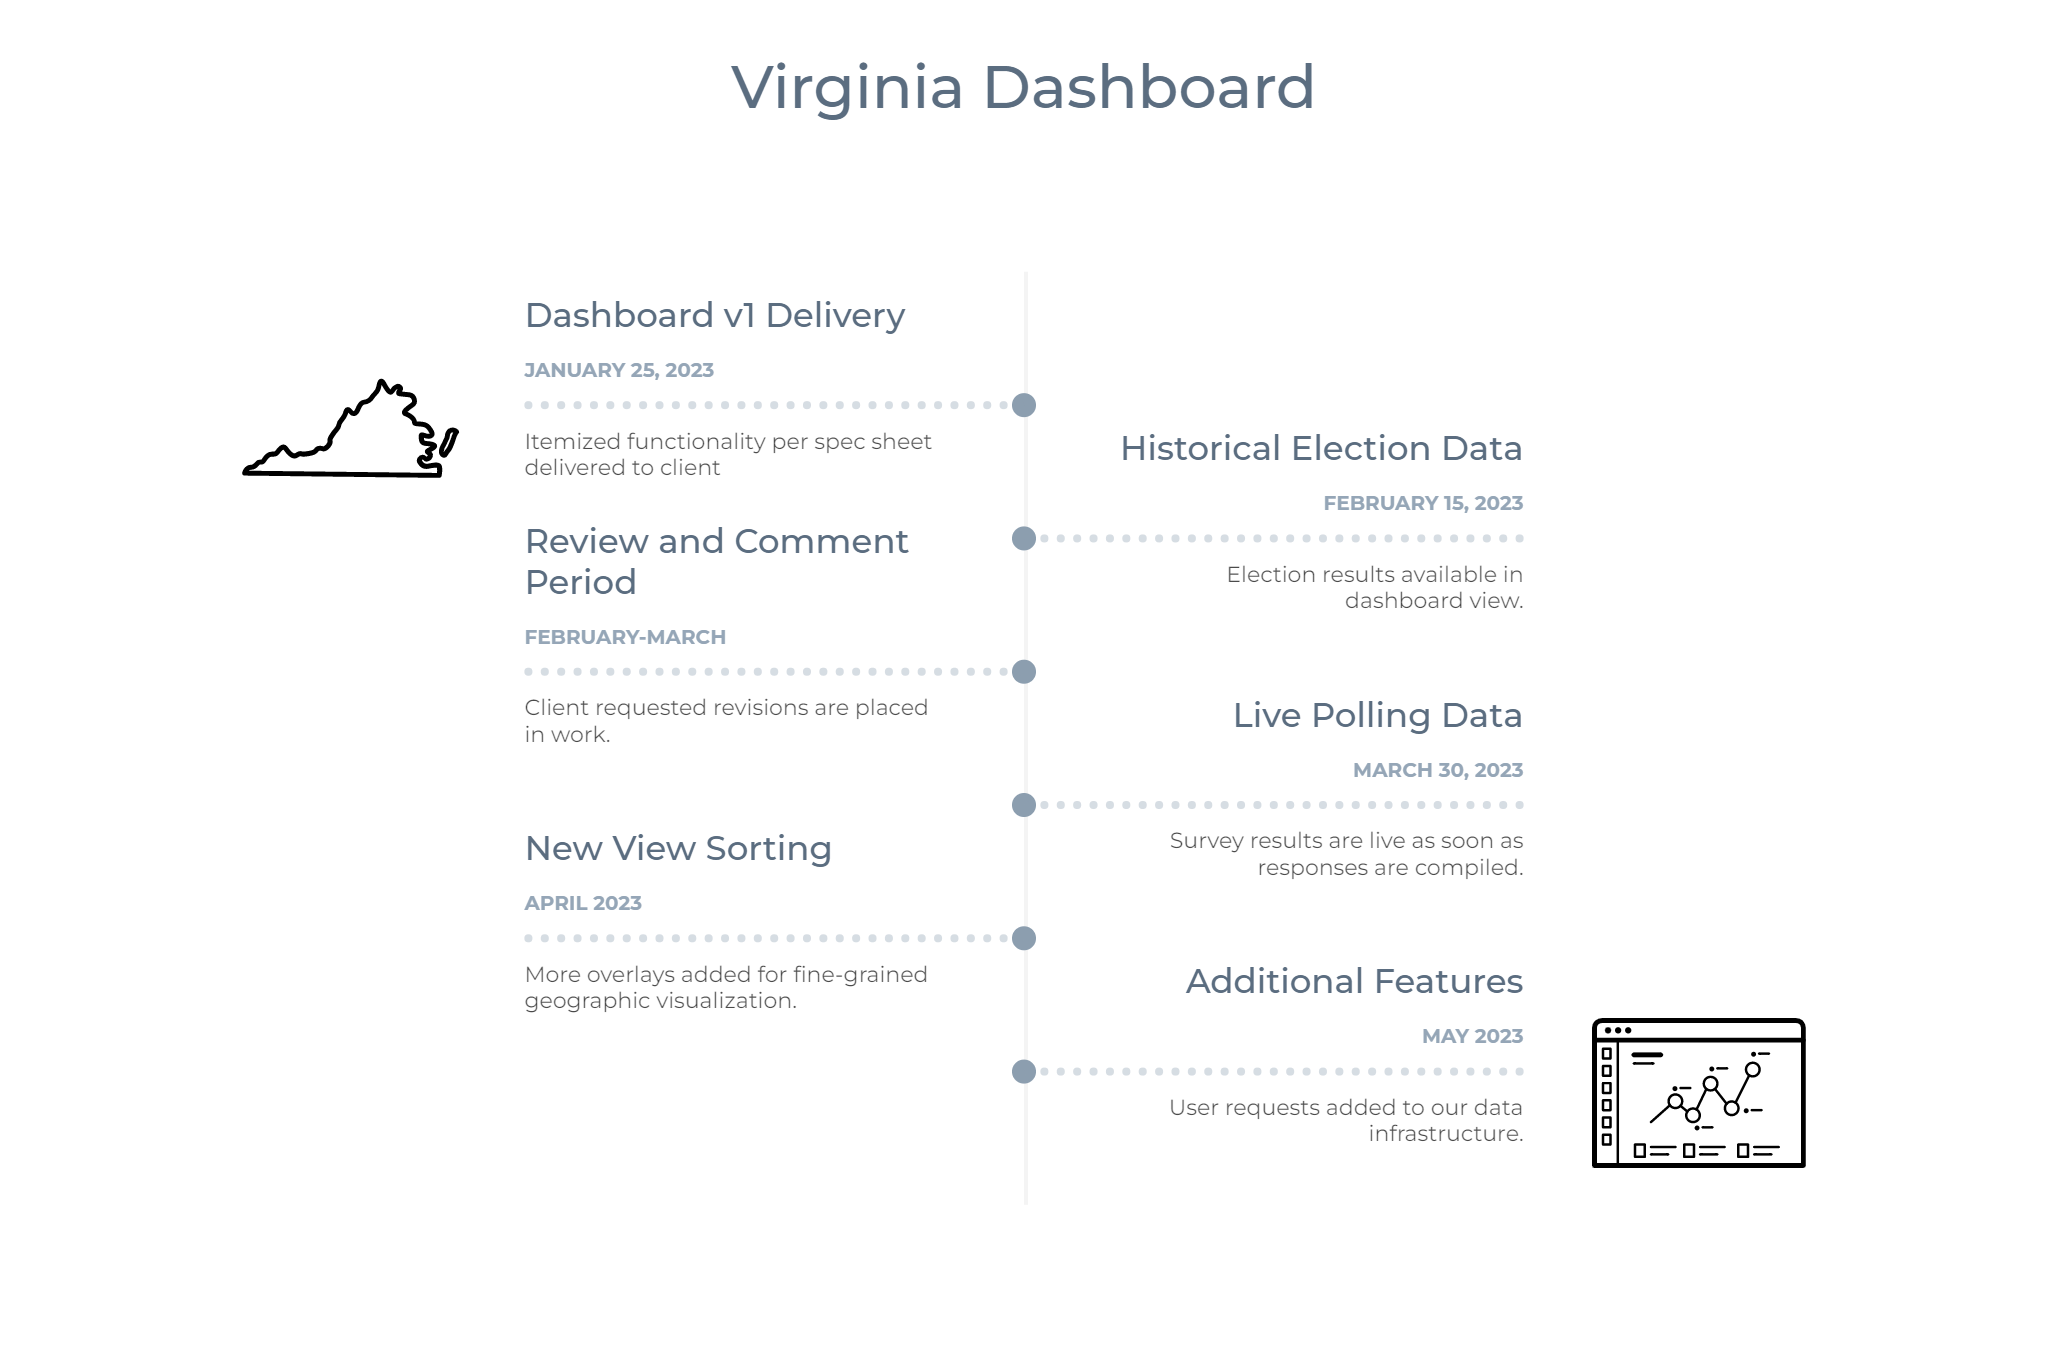 Virginia Dashboard
Dashboard v1 Delivery
JANUARY 25, 2023
Itemized functionality per spec sheet
delivered to client
Historical Election Data
FEBRUARY 15, 2023
Election results available in
dashboard view.
Review and Comment
Period
FEBRUARY-MARCH
Client requested revisions are placed
in work.
Live Polling Data
MARCH 30, 2023
Survey results are live as soon as
responses are compiled.
New View Sorting
APRIL 2023
More overlays added for fine-grained
geographic visualization.
Additional Features
MAY 2023
User requests added to our data
infrastructure.